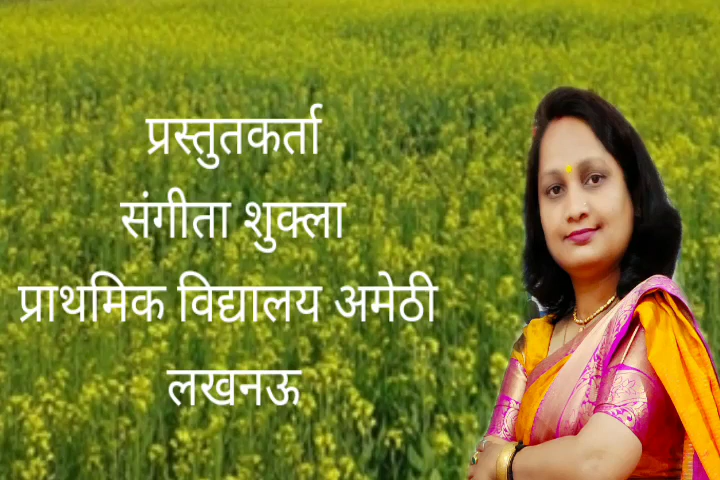 प्रस्तुतकर्ता
संगीता शुक्ला
प्राथमिक विद्यालय अमेठी
लखनऊ